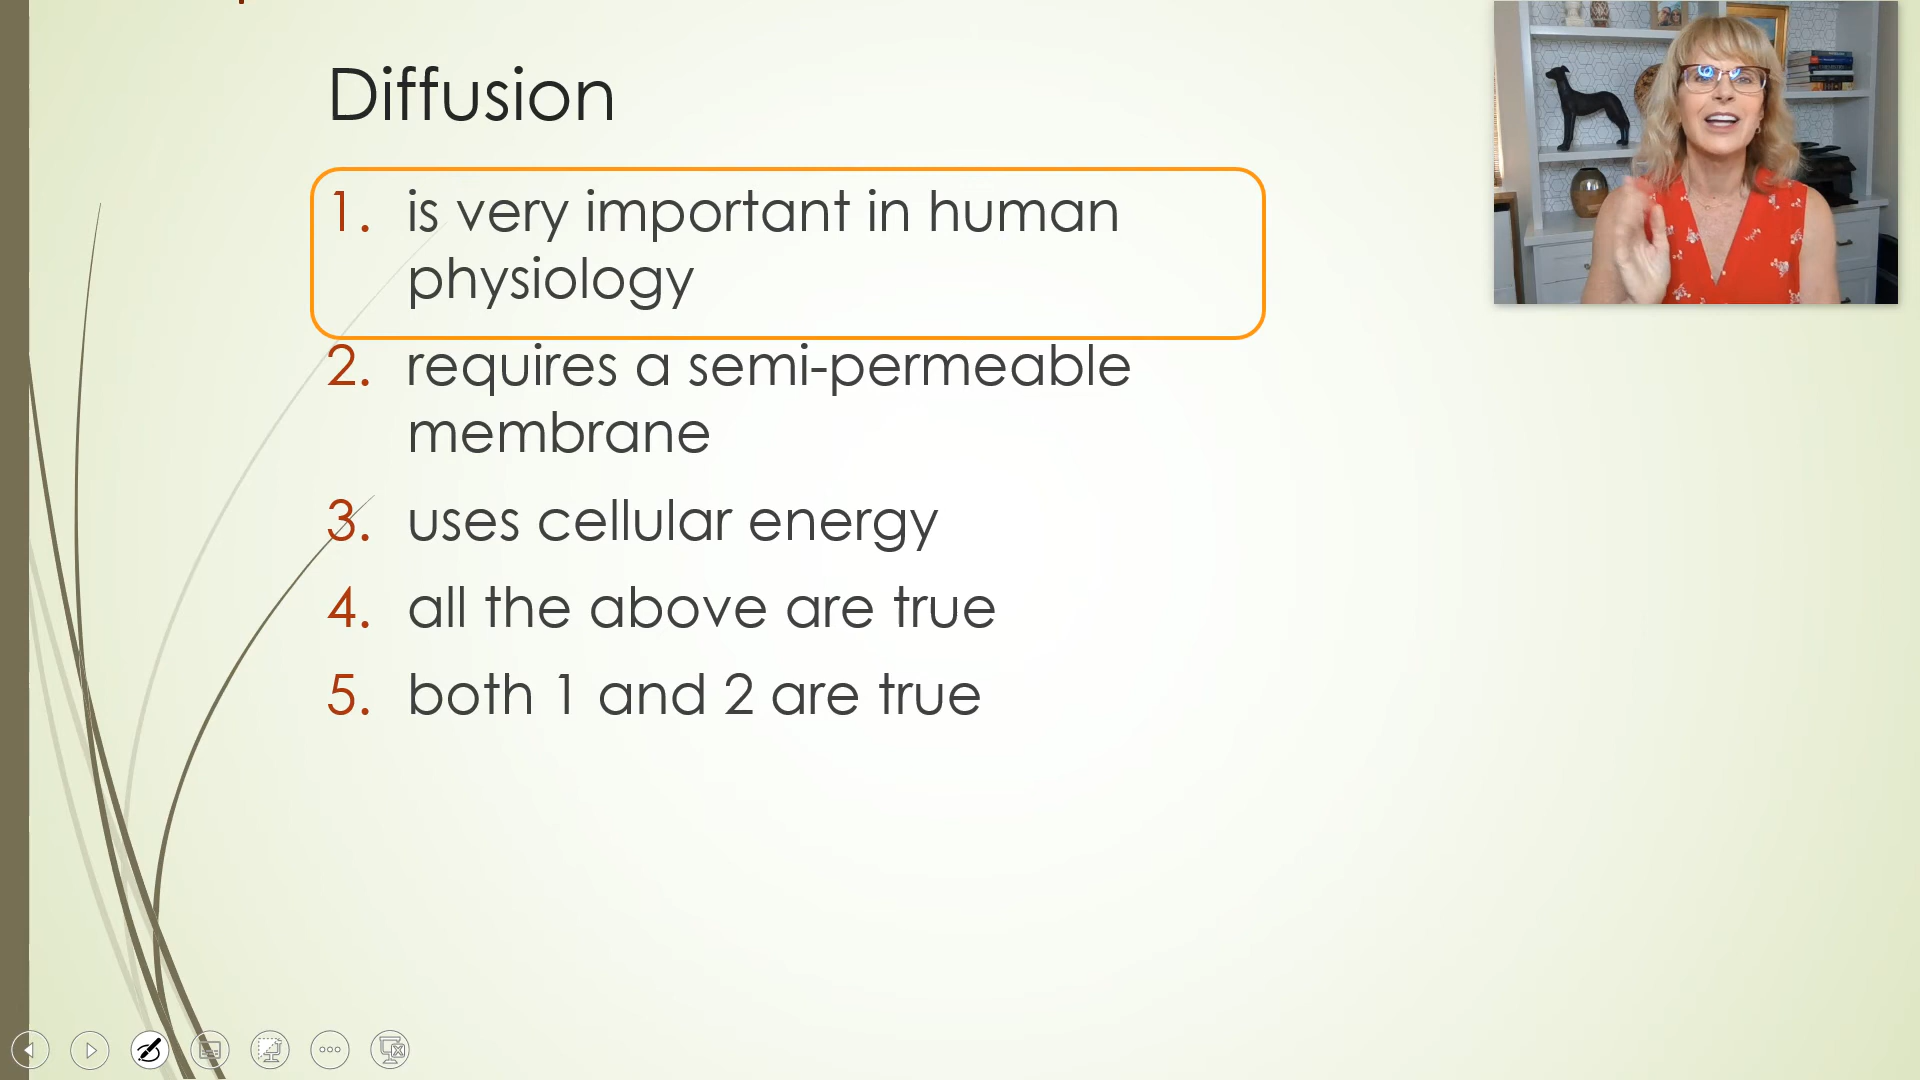 Diffusion
1. is very important in human
physiology
2. requires a semi-permeable
membrane
3. uses cellular energy
4. all the above are true
5. both 1 and 2 are true